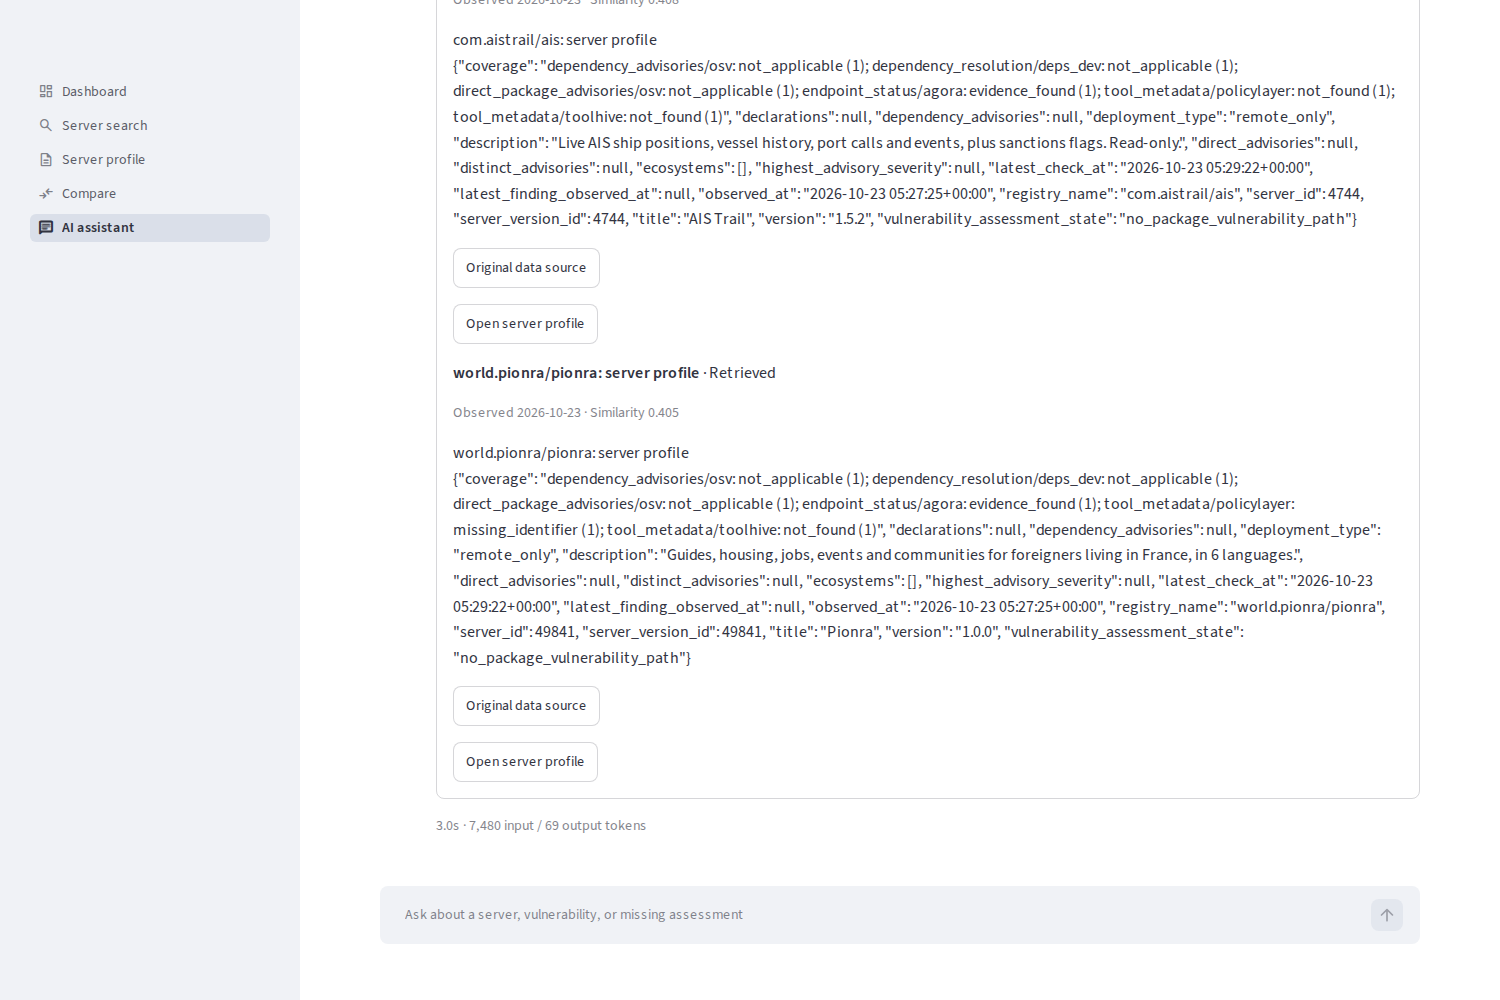 Dashboard
Server search
Server profile
Compare
AI assistant
Observed 2026-10-23 · Similarity 0.408
com.aistrail/ais: server profile
{"coverage": "dependency_advisories/osv: not_applicable (1); dependency_resolution/deps_dev: not_applicable (1);
direct_package_advisories/osv: not_applicable (1); endpoint_status/agora: evidence_found (1); tool_metadata/policylayer: not_found (1);
tool_metadata/toolhive: not_found (1)", "declarations": null, "dependency_advisories": null, "deployment_type": "remote_only",
"description": "Live AIS ship positions, vessel history, port calls and events, plus sanctions flags. Read-only.", "direct_advisories": null,
"distinct_advisories": null, "ecosystems": [], "highest_advisory_severity": null, "latest_check_at": "2026-10-23 05:29:22+00:00",
"latest_finding_observed_at": null, "observed_at": "2026-10-23 05:27:25+00:00", "registry_name": "com.aistrail/ais", "server_id": 4744,
"server_version_id": 4744, "title": "AIS Trail", "version": "1.5.2", "vulnerability_assessment_state": "no_package_vulnerability_path"}
Original data source
Open server profile
world.pionra/pionra: server profile · Retrieved
Observed 2026-10-23 · Similarity 0.405
world.pionra/pionra: server profile
{"coverage": "dependency_advisories/osv: not_applicable (1); dependency_resolution/deps_dev: not_applicable (1);
direct_package_advisories/osv: not_applicable (1); endpoint_status/agora: evidence_found (1); tool_metadata/policylayer:
missing_identifier (1); tool_metadata/toolhive: not_found (1)", "declarations": null, "dependency_advisories": null, "deployment_type":
"remote_only", "description": "Guides, housing, jobs, events and communities for foreigners living in France, in 6 languages.",
"direct_advisories": null, "distinct_advisories": null, "ecosystems": [], "highest_advisory_severity": null, "latest_check_at": "2026-10-23
05:29:22+00:00", "latest_finding_observed_at": null, "observed_at": "2026-10-23 05:27:25+00:00", "registry_name": "world.pionra/pionra",
"server_id": 49841, "server_version_id": 49841, "title": "Pionra", "version": "1.0.0", "vulnerability_assessment_state":
"no_package_vulnerability_path"}
Original data source
Open server profile
3.0s · 7,480 input / 69 output tokens
Ask about a server, vulnerability, or missing assessment